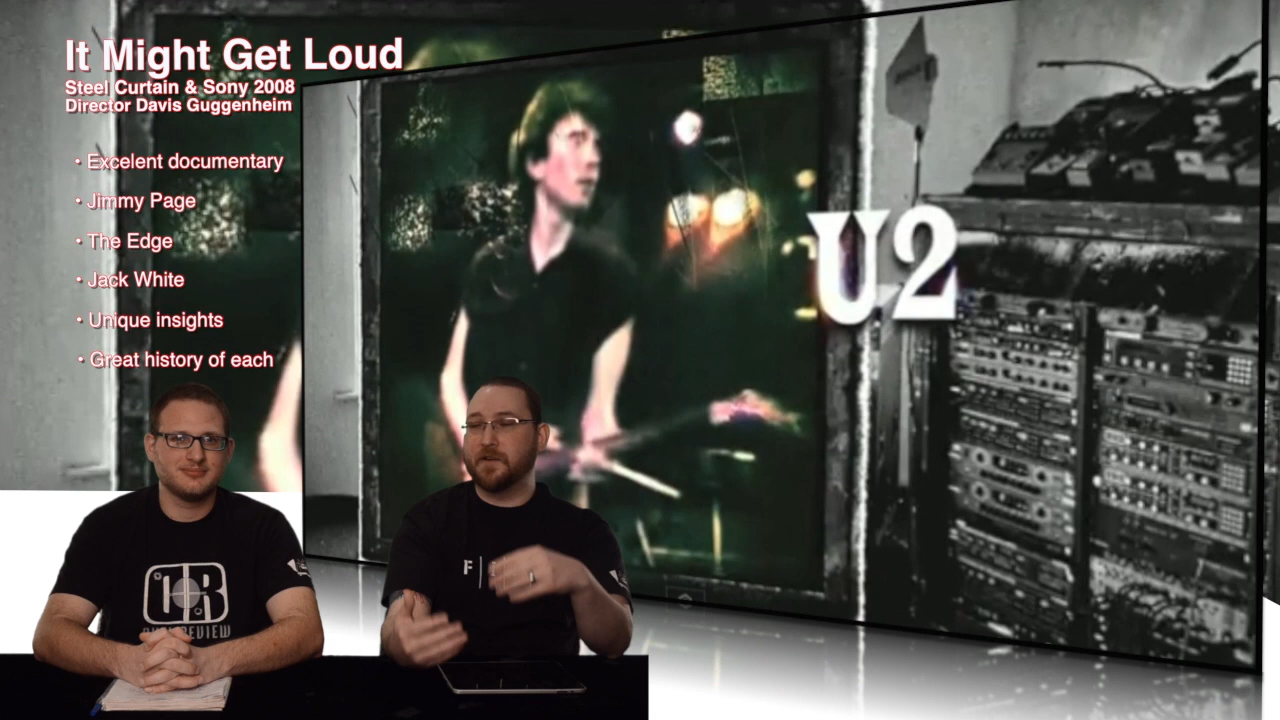 It Might Get Loud
Steel Curtain & Sony 2008
Director Davis Guggenheim
• Excelent documentary
• Jimmy Page
• The Edge
• Jack White
• Unique insights
• Great history of each
U2